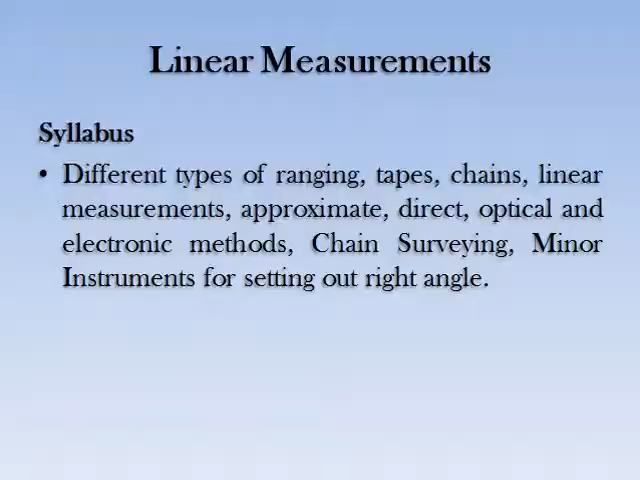 Linear Measurements
Syllabus
• Different types of ranging, tapes, chains, linear
measurements, approximate, direct, optical and
electronic methods, Chain Surveying, Minor
Instruments for setting out right angle.